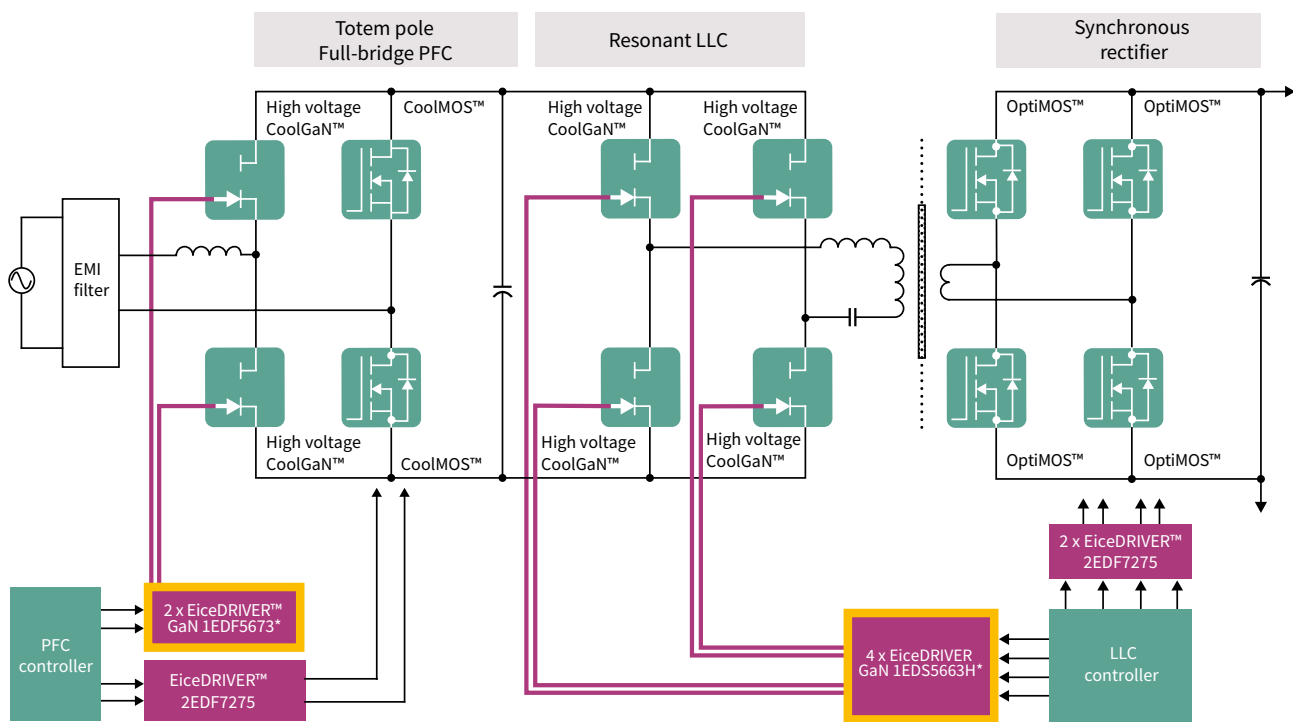 Totem pole
Full-bridge PFC
Resonant LLC
Synchronous
rectifier
High voltage
CoolGaN™
CoolMOS™
High voltage
CoolGaN™
High voltage
CoolGaN™
OptiMOS™
OptiMOS™
EMI
filter
High voltage
CoolGaN™
CoolMOS™
High voltage
CoolGaN™
High voltage
CoolGaN™
OptiMOS™
OptiMOS™
2 x EiceDRIVER™
2EDF7275
PFC
controller
2 x EiceDRIVER™
GaN 1EDF5673*
EiceDRIVER™
2EDF7275
4 x EiceDRIVER
GaN 1EDS5663H*
LLC
controller